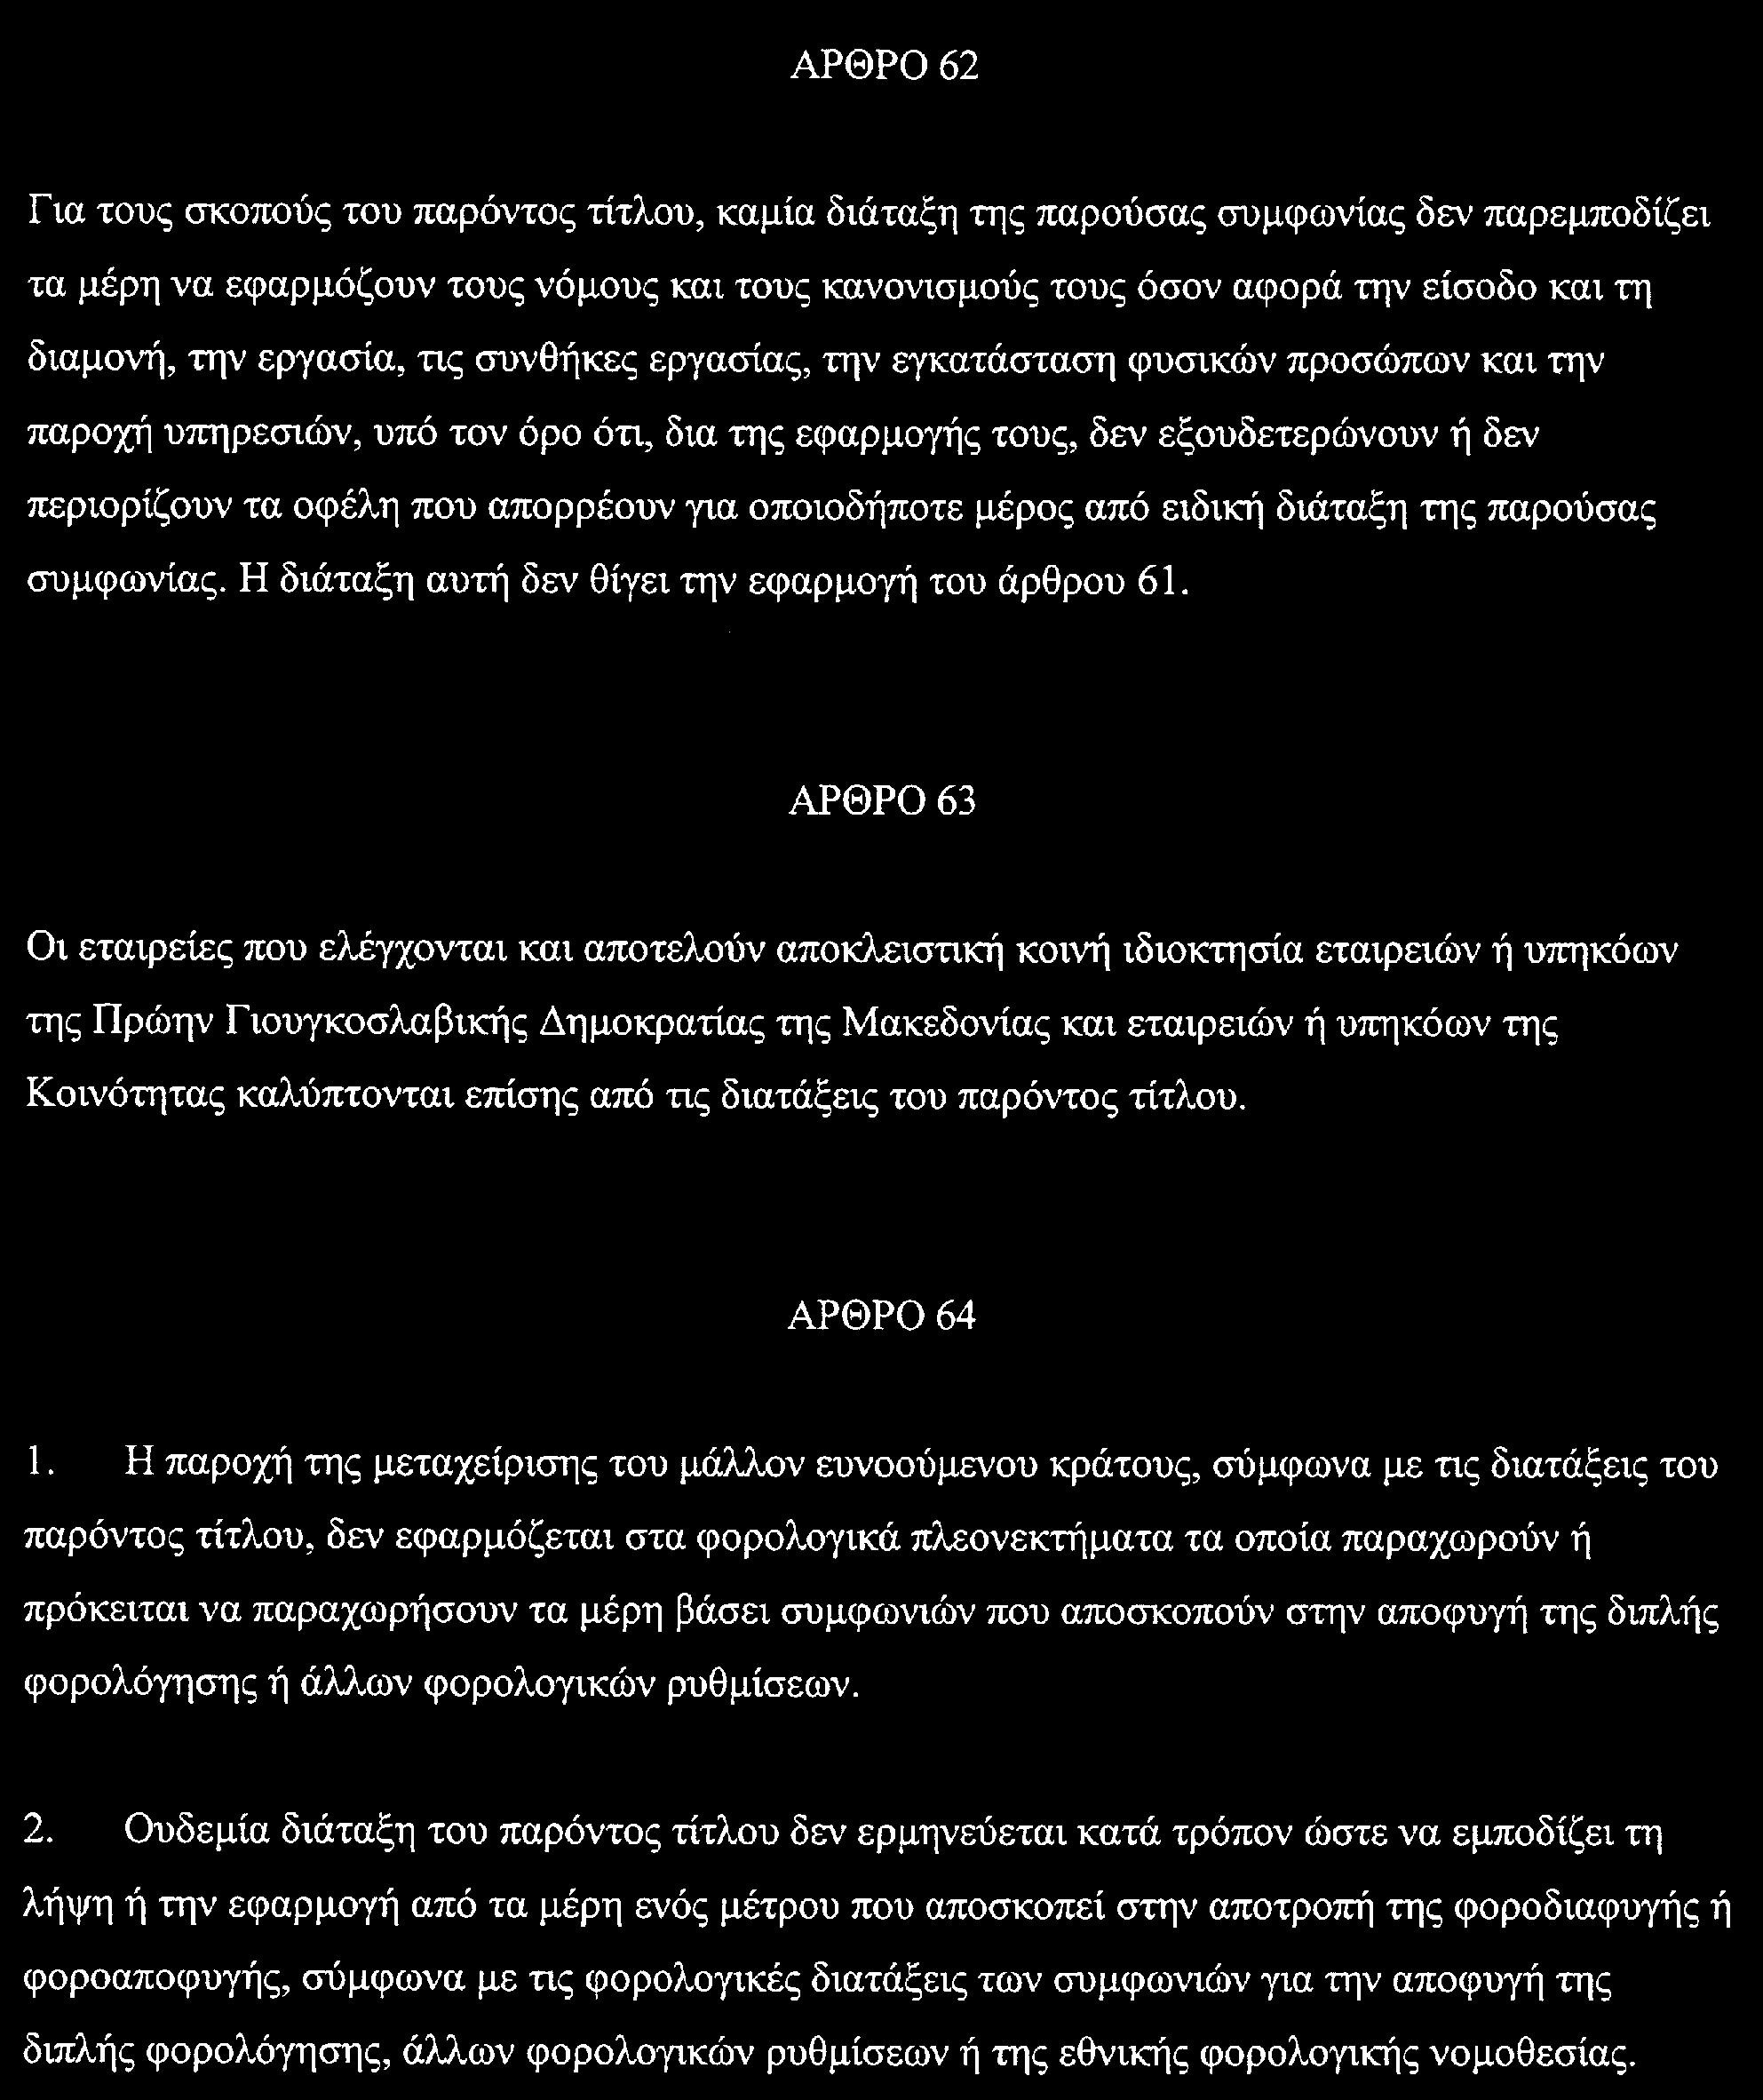 ΑΡΘΡΟ 62
Για τους σκοπούς του παρόντος τίτλου, καμία διάταξη της παρούσας συμφωνίας δεν παρεμποδίζει
τα μέρη να εφαρμόζουν τους νόμους και τους κανονισμούς τους όσον αφορά την είσοδο και τη
διαμονή, την εργασία, τις συνθήκες εργασίας, την εγκατάσταση φυσικών προσώπων και την
παροχή υπηρεσιών, υπό τον όρο ότι, δια της εφαρμογής τους, δεν εξουδετερώνουν ή δεν
περιορίζουν τα οφέλη που απορρέουν για οποιοδήποτε μέρος από ειδική διάταξη της παρούσας
συμφωνίας. Η διάταξη αυτή δεν θίγει την εφαρμογή του άρθρου 61.
ΑΡΘΡΟ 63
Οι εταιρείες που ελέγχονται και αποτελούν αποκλειστική κοινή ιδιοκτησία εταιρειών ή υπηκόων
της Πρώην Γιουγκοσλαβικής Δημοκρατίας της Μακεδονίας και εταιρειών ή υπηκόων της
Κοινότητας καλύπτονται επίσης από τις διατάξεις του παρόντος τίτλου.
ΑΡΘΡΟ 64
1. Η παροχή της μεταχείρισης του μάλλον ευνοούμενου κράτους, σύμφωνα με τις διατάξεις του
παρόντος τίτλου, δεν εφαρμόζεται στα φορολογικά πλεονεκτήματα τα οποία παραχωρούν ή
πρόκειται να παραχωρήσουν τα μέρη βάσει συμφωνιών που αποσκοπούν στην αποφυγή της διπλής
φορολόγησης ή άλλων φορολογικών ρυθμίσεων.
2. Ουδεμία διάταξη του παρόντος τίτλου δεν ερμηνεύεται κατά τρόπον ώστε να εμποδίζει τη
λήψη ή την εφαρμογή από τα μέρη ενός μέτρου που αποσκοπεί στην αποτροπή της φοροδιαφυγής ή
φοροαποφυγής, σύμφωνα με τις φορολογικές διατάξεις των συμφωνιών για την αποφυγή της
διπλής φορολόγησης, άλλων φορολογικών ρυθμίσεων ή της εθνικής φορολογικής νομοθεσίας.